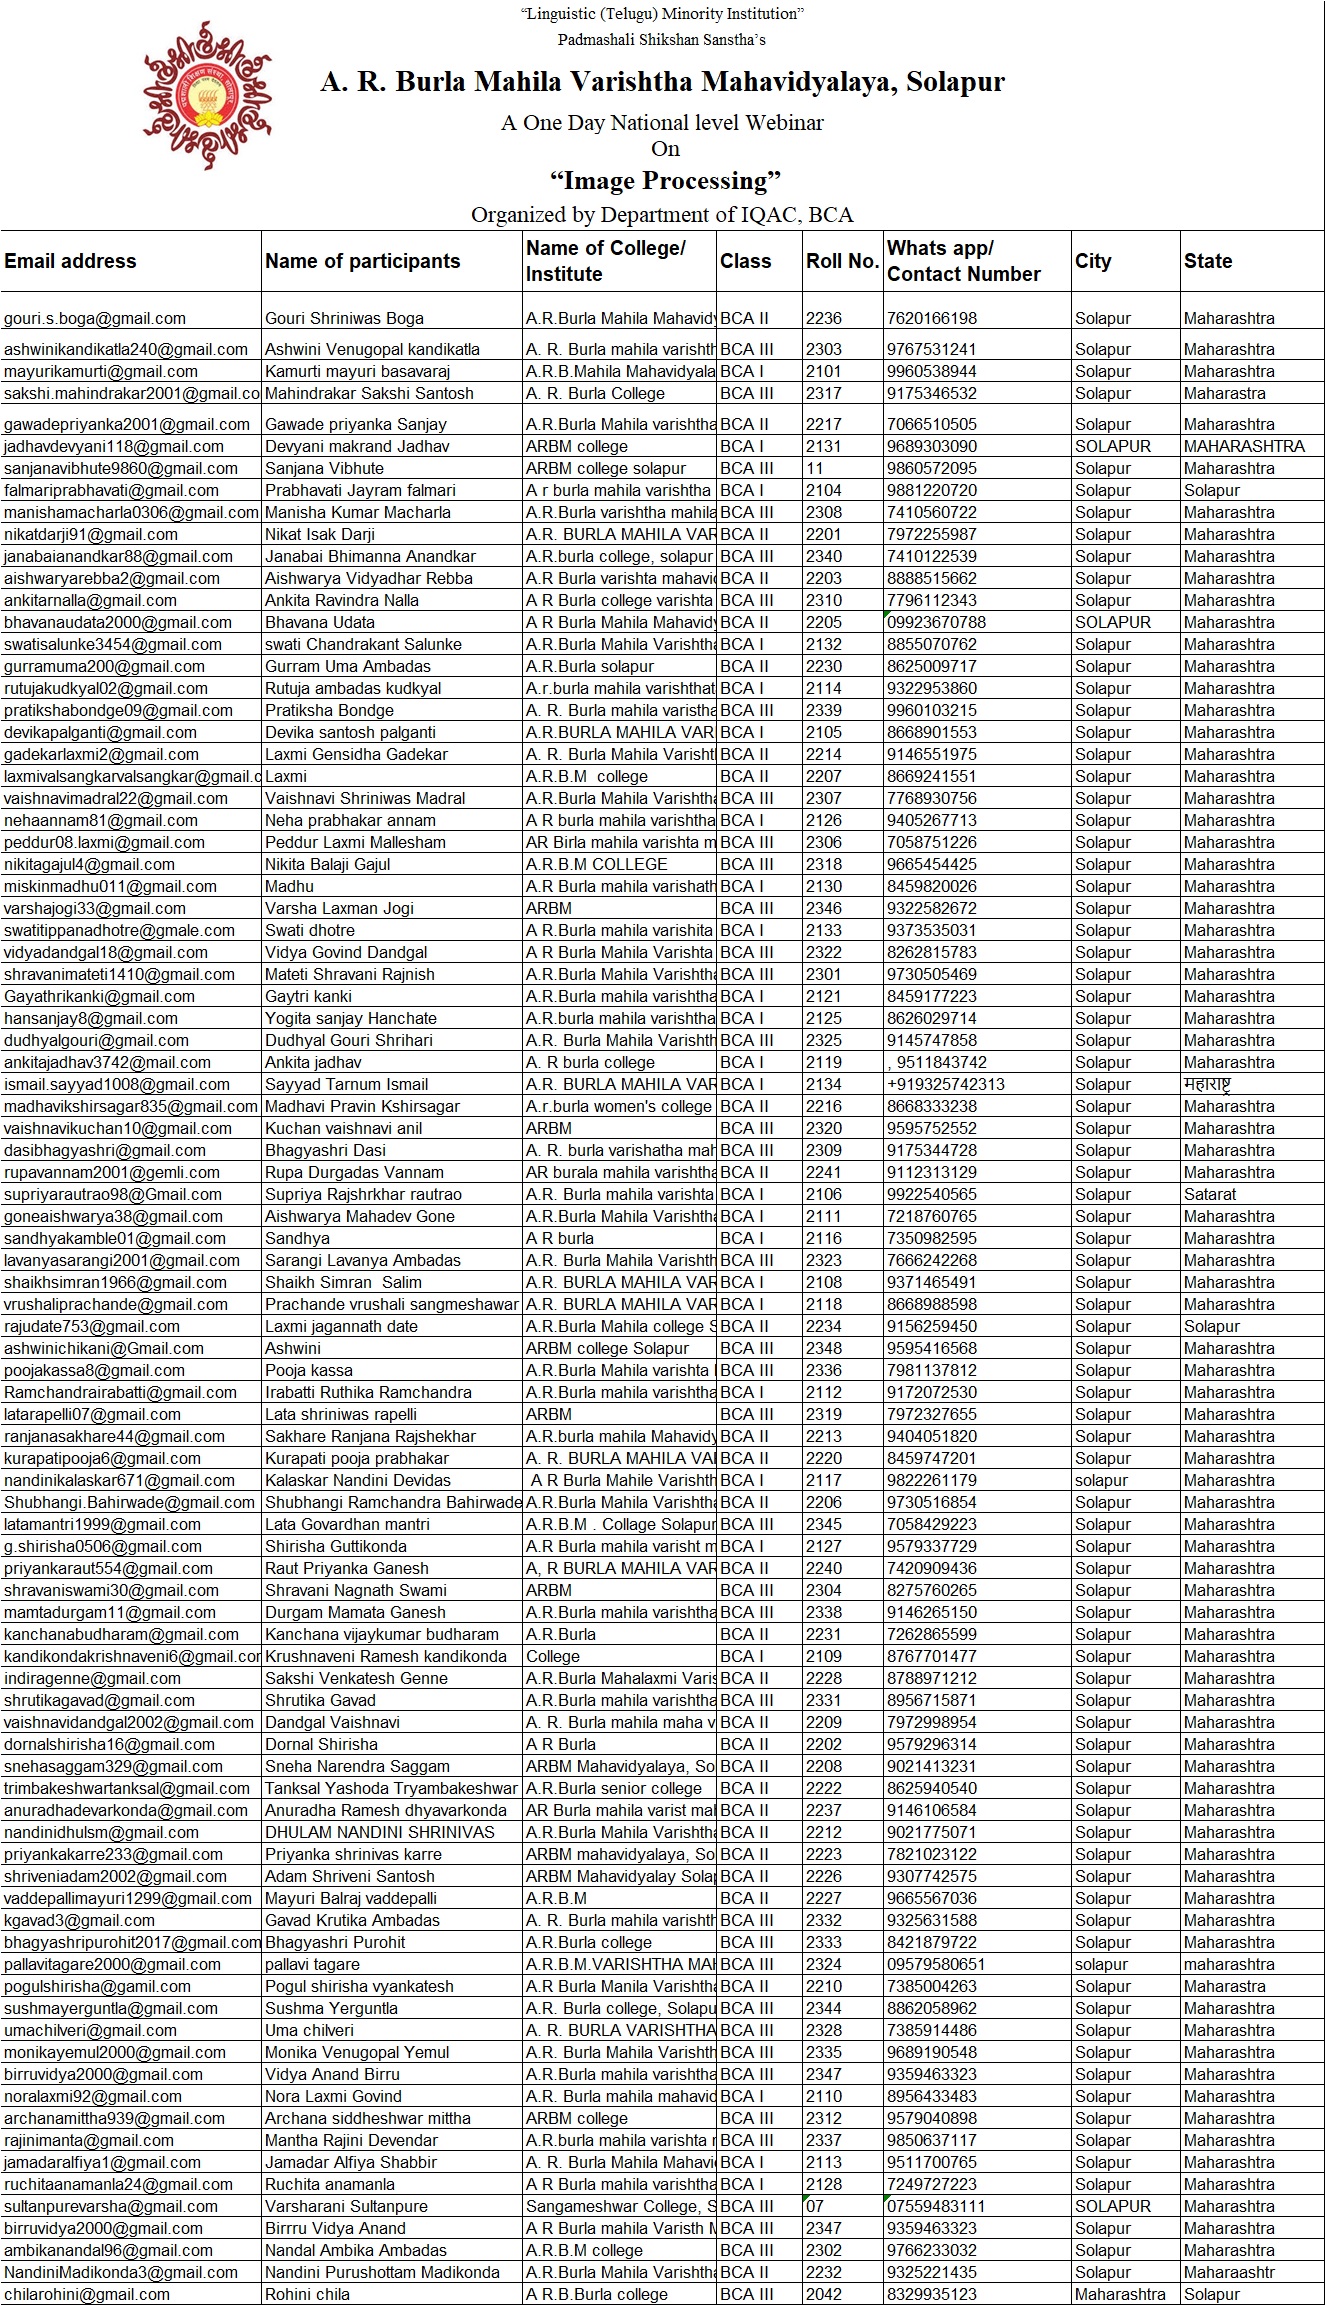 “Linguistic (Telugu) Minority Institution”
Padmashali Shikshan Sanstha’s
A. R. Burla Mahila Varishtha Mahavidyalaya, Solapur
A One Day National level Webinar
On
“Image Processing”
Organized by Department of IQAC, BCA
Email address Name of participants Name of College/ Institute Class Roll No. Whats app/ Contact Number City State
gouri.s.boga@gmail.com Gouri Shriniwas Boga A.R.Burla Mahila Mahavidy BCA II 2236 7620166198 Solapur Maharashtra
ashwinikandikatla240@gmail.com Ashwini Venugopal kandikatla A. R. Burla mahila varishth BCA III 2303 9767531241 Solapur Maharashtra
mayurikamurti@gmail.com Kamurti mayuri basavaraj A.R.B.Mahila Mahavidyala BCA I 2101 9960538944 Solapur Maharashtra
sakshi.mahindrakar2001@gmail.co Mahindrakar Sakshi Santosh A. R. Burla College BCA III 2317 9175346532 Solapur Maharastra
gawadepriyanka2001@gmail.com Gawade priyanka Sanjay A.R.Burla Mahila varishtha BCA II 2217 7066510505 Solapur Maharashtra
jadhavdevyani118@gmail.com Devyani makrand Jadhav ARBM college BCA I 2131 9689303090 SOLAPUR MAHARASHTRA
sanjanavibhute9860@gmail.com Sanjana Vibhute ARBM college solapur BCA III 11 9860572095 Solapur Maharashtra
falmariprabhavati@gmail.com Prabhavati Jayram falmari A r burla mahila varishtha BCA I 2104 9881220720 Solapur Solapur
manishamacharla0306@gmail.com Manisha Kumar Macharla A.R.Burla varishtha mahila BCA III 2308 7410560722 Solapur Maharashtra
nikatdarji91@gmail.com Nikat Isak Darji A.R. BURLA MAHILA VAR BCA II 2201 7972255987 Solapur Maharashtra
janabaianandkar88@gmail.com Janabai Bhimanna Anandkar A.R.burla college, solapur BCA III 2340 7410122539 Solapur Maharashtra
aishwaryarebba2@gmail.com Aishwarya Vidyadhar Rebba A.R Burla varishta mahavid BCA II 2203 8888515662 Solapur Maharashtra
ankitarnalla@gmail.com Ankita Ravindra Nalla A R Burla college varishta BCA III 2310 7796112343 Solapur Maharashtra
bhavanaudata2000@gmail.com Bhavana Udata A R Burla Mahila Mahavidy BCA II 2205 09923670788 SOLAPUR Maharashtra
swatisalunke3454@gmail.com swati Chandrakant Salunke A.R.Burla Mahila Varishtha BCA I 2132 8855070762 Solapur Maharashtra
gurramuma200@gmail.com Gurram Uma Ambadas A.R.Burla solapur BCA II 2230 8625009717 Solapur Maharashtra
rutujakudkyal02@gmail.com Rutuja ambadas kudkyal A.r.burla mahila varishthat BCA I 2114 9322953860 Solapur Maharashtra
pratikshabondge09@gmail.com Pratiksha Bondge A. R. Burla mahila varistha BCA III 2339 9960103215 Solapur Maharashtra
devikapalganti@gmail.com Devika santosh palganti A.R.BURLA MAHILA VARI BCA I 2105 8668901553 Solapur Maharashtra
gadekarlaxmi2@gmail.com Laxmi Gensidha Gadekar A. R. Burla Mahila Varishtl BCA II 2214 9146551975 Solapur Maharashtra
laxmivalsangkarvalsangkar@gmail.c Laxmi A.R.B.M  college BCA II 2207 8669241551 Solapur Maharashtra
vaishnavimadral22@gmail.com Vaishnavi Shriniwas Madral A.R.Burla Mahila Varishtha BCA III 2307 7768930756 Solapur Maharashtra
nehaannam81@gmail.com Neha prabhakar annam A R burla mahila varishtha BCA I 2126 9405267713 Solapur Maharashtra
peddur08.laxmi@gmail.com Peddur Laxmi Mallesham AR Birla mahila varishta m BCA III 2306 7058751226 Solapur Maharashtra
nikitagajul4@gmail.com Nikita Balaji Gajul A.R.B.M COLLEGE BCA III 2318 9665454425 Solapur Maharashtra
miskinmadhu011@gmail.com Madhu A.R Burla mahila varishath BCA I 2130 8459820026 Solapur Maharashtra
varshajogi33@gmail.com Varsha Laxman Jogi ARBM BCA III 2346 9322582672 Solapur Maharashtra
swatitippanadhotre@gmale.com Swati dhotre A.R.Burla mahila varishita BCA I 2133 9373535031 Solapur Maharashtra
vidyadandgal18@gmail.com Vidya Govind Dandgal A R Burla Mahila Varishta BCA III 2322 8262815783 Solapur Maharashtra
shravanimateti1410@gmail.com Mateti Shravani Rajnish A.R.Burla Mahila Varishtha BCA III 2301 9730505469 Solapur Maharashtra
Gayathrikanki@gmail.com Gaytri kanki A.R.Burla mahila varishtha BCA I 2121 8459177223 Solapur Maharashtra
hansanjay8@gmail.com Yogita sanjay Hanchate A.R.burla mahila varishtha BCA I 2125 8626029714 Solapur Maharashtra
dudhyalgouri@gmail.com Dudhyal Gouri Shrihari A.R. Burla Mahila Varishth BCA III 2325 9145747858 Solapur Maharashtra
ankitajadhav3742@mail.com Ankita jadhav A. R burla college BCA I 2119 , 9511843742 Solapur Maharashtra
ismail.sayyad1008@gmail.com Sayyad Tarnum Ismail A.R. BURLA MAHILA VAR BCA I 2134 +919325742313 Solapur महाराष्ट्र
madhavikshirsagar835@gmail.com Madhavi Pravin Kshirsagar A.r.burla women's college BCA II 2216 8668333238 Solapur Maharashtra
vaishnavikuchan10@gmail.com Kuchan vaishnavi anil ARBM BCA III 2320 9595752552 Solapur Maharashtra
dasibhagyashri@gmail.com Bhagyashri Dasi A. R. burla varishatha mah BCA III 2309 9175344728 Solapur Maharashtra
rupavannam2001@gemli.com Rupa Durgadas Vannam AR burala mahila varishtha BCA II 2241 9112313129 Solapur Maharashtra
supriyarautrao98@Gmail.com Supriya Rajshrkhar rautrao A.R. Burla mahila varishta BCA I 2106 9922540565 Solapur Satarat
goneaishwarya38@gmail.com Aishwarya Mahadev Gone A.R.Burla Mahila Varishtha BCA I 2111 7218760765 Solapur Maharashtra
sandhyakamble01@gmail.com Sandhya A R burla BCA I 2116 7350982595 Solapur Maharashtra
lavanyasarangi2001@gmail.com Sarangi Lavanya Ambadas A.R. Burla Mahila Varishth BCA III 2323 7666242268 Solapur Maharashtra
shaikhsimran1966@gmail.com Shaikh Simran  Salim A.R. BURLA MAHILA VAR BCA I 2108 9371465491 Solapur Maharashtra
vrushaliprachande@gmail.com Prachande vrushali sangmeshawar A.R. BURLA MAHILA VAR BCA I 2118 8668988598 Solapur Maharashtra
rajudate753@gmail.com Laxmi jagannath date A.R.Burla Mahila college S BCA II 2234 9156259450 Solapur Solapur
ashwinichikani@Gmail.com Ashwini ARBM college Solapur BCA III 2348 9595416568 Solapur Maharashtra
poojakassa8@gmail.com Pooja kassa A.R.Burla Mahila varishta BCA III 2336 7981137812 Solapur Maharashtra
Ramchandrairabatti@gmail.com Irabatti Ruthika Ramchandra A.R.Burla mahila varishtha BCA I 2112 9172072530 Solapur Maharashtra
latarapelli07@gmail.com Lata shriniwas rapelli ARBM BCA III 2319 7972327655 Solapur Maharashtra
ranjanasakhare44@gmail.com Sakhare Ranjana Rajshekhar A.R.burla mahila Mahavidy BCA II 2213 9404051820 Solapur Maharashtra
kurapatipooja6@gmail.com Kurapati pooja prabhakar A. R. BURLA MAHILA VAI BCA II 2220 8459747201 Solapur Maharashtra
nandinikalaskar671@gmail.com Kalaskar Nandini Devidas A R Burla Mahile Varishth BCA I 2117 9822261179 solapur Maharashtra
Shubhangi.Bahirwade@gmail.com Shubhangi Ramchandra Bahirwade A.R.Burla Mahila Varishtha BCA II 2206 9730516854 Solapur Maharashtra
latamantri1999@gmail.com Lata Govardhan mantri A.R.B.M . Collage Solapur BCA III 2345 7058429223 Solapur Maharashtra
g.shirisha0506@gmail.com Shirisha Guttikonda A.R Burla mahila varisht m BCA I 2127 9579337729 Solapur Maharashtra
priyankaraut554@gmail.com Raut Priyanka Ganesh A, R BURLA MAHILA VAR BCA II 2240 7420909436 Solapur Maharashtra
shravaniswami30@gmail.com Shravani Nagnath Swami ARBM BCA III 2304 8275760265 Solapur Maharashtra
mamtadurgam11@gmail.com Durgam Mamata Ganesh A.R.Burla mahila varishtha BCA III 2338 9146265150 Solapur Maharashtra
kanchanabudharam@gmail.com Kanchana vijaykumar budharam A.R.Burla BCA II 2231 7262865599 Solapur Maharashtra
kandikondakrishnaveni6@gmail.cor Krushnaveni Ramesh kandikonda College BCA I 2109 8767701477 Solapur Maharashtra
indiragenne@gmail.com Sakshi Venkatesh Genne A.R.Burla Mahalaxmi Varis BCA II 2228 8788971212 Solapur Maharashtra
shrutikagavad@gmail.com Shrutika Gavad A.R.Burla mahila varishtha BCA III 2331 8956715871 Solapur Maharashtra
vaishnavidandgal2002@gmail.com Dandgal Vaishnavi A. R. Burla mahila maha v BCA II 2209 7972998954 Solapur Maharashtra
dornalshirisha16@gmail.com Dornal Shirisha A R Burla BCA II 2202 9579296314 Solapur Maharashtra
snehasaggam329@gmail.com Sneha Narendra Saggam ARBM Mahavidyalaya, So BCA II 2208 9021413231 Solapur Maharashtra
trimbakeshwartanksal@gmail.com Tanksal Yashoda Tryambakeshwar A.R.Burla senior college BCA II 2222 8625940540 Solapur Maharashtra
anuradhadevarkonda@gmail.com Anuradha Ramesh dhyavarkonda AR Burla mahila varist mal BCA II 2237 9146106584 Solapur Maharashtra
nandinidhulsm@gmail.com DHULAM NANDINI SHRINIVAS A.R.Burla Mahila Varishtha BCA II 2212 9021775071 Solapur Maharashtra
priyankakarre233@gmail.com Priyanka shrinivas karre ARBM mahavidyalaya, So BCA II 2223 7821023122 Solapur Maharashtra
shriveniadam2002@gmail.com Adam Shriveni Santosh ARBM Mahavidyalay Solap BCA II 2226 9307742575 Solapur Maharashtra
vaddepallimayuri1299@gmail.com Mayuri Balraj vaddepalli A.R.B.M BCA II 2227 9665567036 Solapur Maharashtra
kgavad3@gmail.com Gavad Krutika Ambadas A. R. Burla mahila varishth BCA III 2332 9325631588 Solapur Maharashtra
bhagyashripurohit2017@gmail.com Bhagyashri Purohit A.R.Burla college BCA III 2333 8421879722 Solapur Maharashtra
pallavitagare2000@gmail.com pallavi tagare A.R.B.M.VARISHTHA MAH BCA III 2324 09579580651 solapur maharashtra
pogulshirisha@gamil.com Pogul shirisha vyankatesh A.R Burla Manila Varishtha BCA II 2210 7385004263 Solapur Maharastra
sushmayerguntla@gmail.com Sushma Yerguntla A.R. Burla college, Solapu BCA III 2344 8862058962 Solapur Maharashtra
umachilveri@gmail.com Uma chilveri A. R. BURLA VARISHTHA BCA III 2328 7385914486 Solapur Maharashtra
monikayemul2000@gmail.com Monika Venugopal Yemul A.R. Burla Mahila Varishth BCA III 2335 9689190548 Solapur Maharashtra
birruvidya2000@gmail.com Vidya Anand Birru A.R.Burla mahila varishtha BCA III 2347 9359463323 Solapur Maharashtra
noralaxmi92@gmail.com Nora Laxmi Govind A.R. Burla mahila mahavid BCA I 2110 8956433483 Solapur Maharashtra
archanamittha939@gmail.com Archana siddheshwar mittha ARBM college BCA III 2312 9579040898 Solapur Maharashtra
rajinimanta@gmail.com Mantha Rajini Devendar A.R.burla mahila varishta r BCA III 2337 9850637117 Solapar Maharashtra
jamadaralfiya1@gmail.com Jamadar Alfiya Shabbir A. R. Burla Mahila Mahavi BCA I 2113 9511700765 Solapur Maharashtra
ruchitaanamanla24@gmail.com Ruchita anamanla A R Burla mahila varishtha BCA I 2128 7249727223 Solapur Maharashtra
sultanpurevarsha@gmail.com Varsharani Sultanpure Sangameshwar College, S BCA III 07 07559483111 SOLAPUR Maharashtra
birruvidya2000@gmail.com Birrru Vidya Anand A R Burla mahila Varisth M BCA III 2347 9359463323 Solapur Maharashtra
ambikanandal96@gmail.com Nandal Ambika Ambadas A.R.B.M college BCA III 2302 9766233032 Solapur Maharashtra
NandiniMadikonda3@gmail.com Nandini Purushottam Madikonda A.R.Burla Mahila Varishtha BCA II 2232 9325221435 Solapur Maharaashtr
chilarohini@gmail.com Rohini chila A R.B.Burla college BCA III 2042 8329935123 Maharashtra Solapur